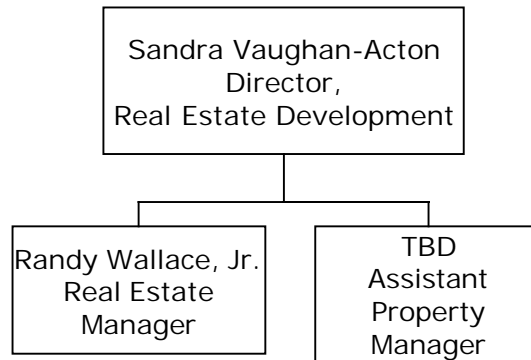 Sandra Vaughan-Acton
Director,
Real Estate Development
Randy Wallace, Jr.
Real Estate
Manager
TBD
Assistant
Property
Manager